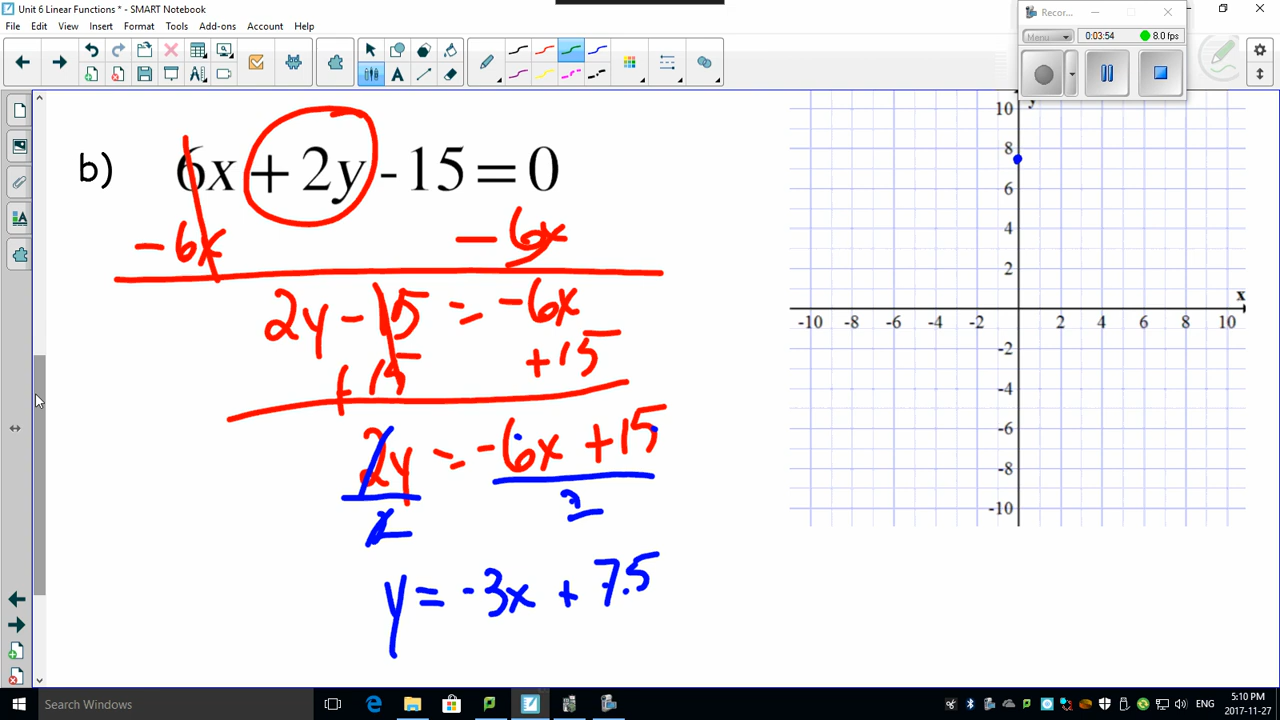 Unit 6 Linear Functions * - SMART Notebook
File Edit View Insert Format Tools Add-ons Account Help
Recor...
Menu 0:03:54 8.0 fps
b) 6x + 2y - 15 = 0
- 6x - 6x
2y - 15 = - 6x
+ 15 + 15
2y = - 6x + 15
2 2
y = - 3x + 7.5
y
10
8
6
4
2
x
-10 -8 -6 -4 -2 2 4 6 8 10
-2
-4
-6
-8
-10
Search Windows
ENG
5:10 PM
2017-11-27